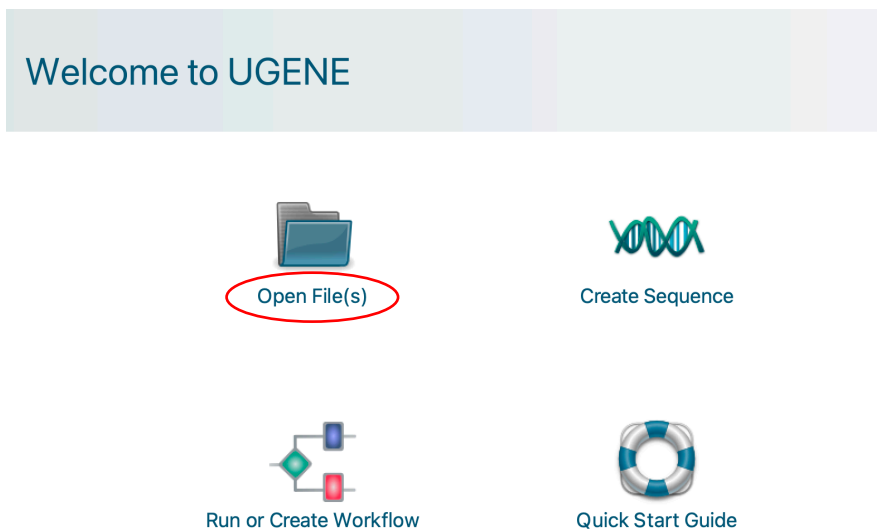 Welcome to UGENE
Open File(s)
Create Sequence
Run or Create Workflow
Quick Start Guide